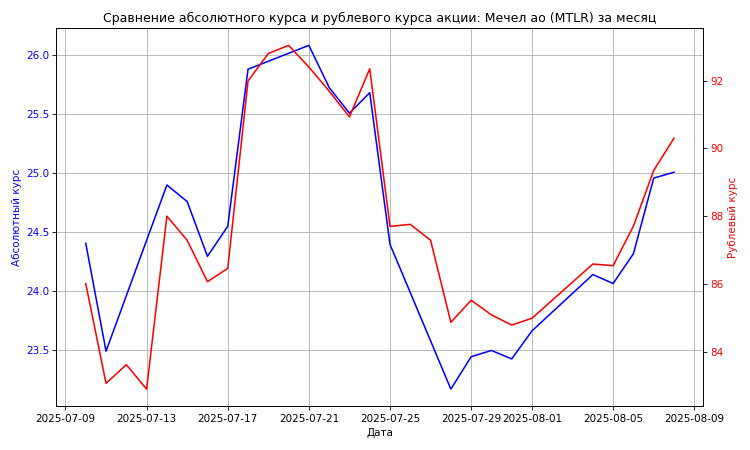 Сравнение абсолютного курса и рублевого курса акции: Мечел ао (MTLR) за месяц
Абсолютный курс
26.0
25.5
25.0
24.5
24.0
23.5
92
90
88
86
84
Рублевый курс
2025-07-09 2025-07-13 2025-07-17 2025-07-21 2025-07-25 2025-07-29 2025-08-01 2025-08-05 2025-08-09
Дата